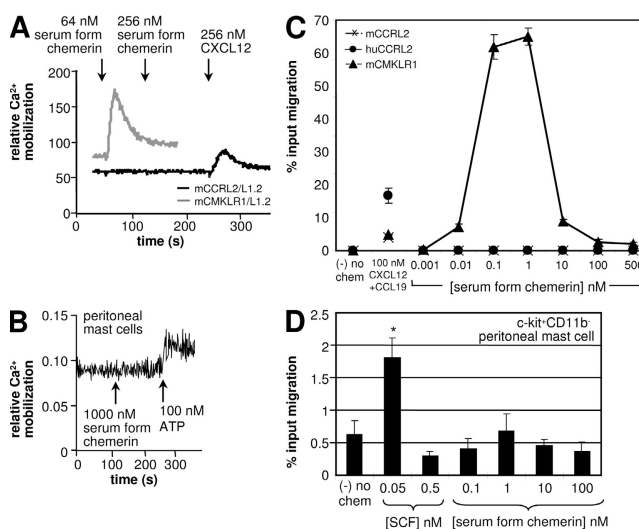 A
64 nM
serum form
chemerin
256 nM
serum form
chemerin
256 nM
CXCL12
relative Ca²⁺
mobilization
200
150
100
50
0
mCCRL2/L1.2
mCMKLR1/L1.2
0 100 200 300
time (s)
B
peritoneal
mast cells
relative Ca²⁺
mobilization
0.15
0.10
0.05
0
1000 nM
serum form
chemerin
100 nM
ATP
0 100 200 300
time (s)
C
mCCRL2
huCCRL2
mCMKLR1
% input migration
70
60
50
40
30
20
10
0
(-) no
chem
100 nM
CXCL12
+CCL19
0.001 0.01 0.1 1 10 100 500
[serum form chemerin] nM
D
c-kit⁺CD11b⁻
peritoneal mast cell
% input migration
2.5
2
1.5
1
0.5
0
*
(-) no
chem
0.05 0.5
0.1 1 10 100
[SCF] nM
[serum form chemerin] nM